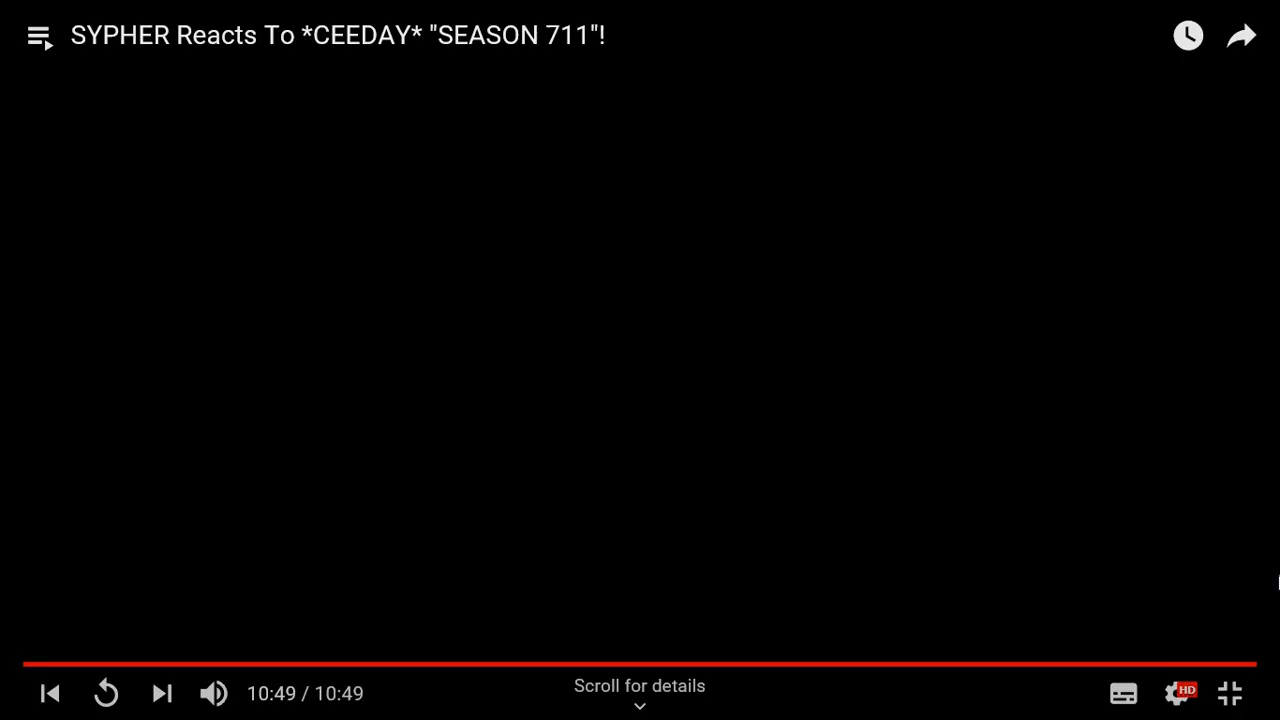 SYPHER Reacts To *CEEDAY* "SEASON 711"!
10:49 / 10:49
Scroll for details
HD